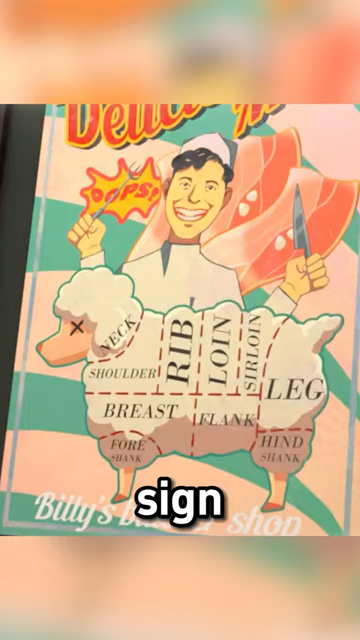 OOPS!
NECK
SHOULDER
RIB
LOIN
SIRLOIN
LEG
BREAST
FLANK
FORE
SHANK
HIND
SHANK
sign
Billy's shop